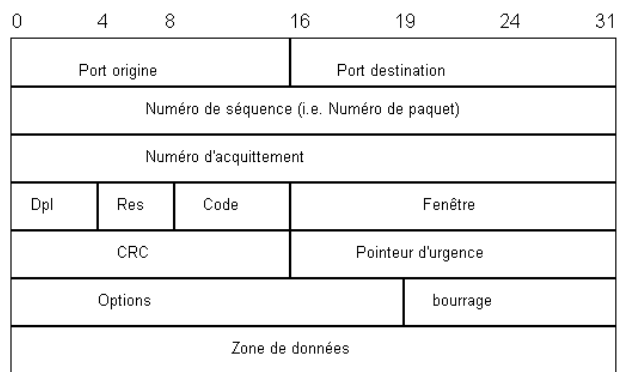 0 4 8 16 19 24 31
Port origine Port destination
Numéro de séquence (i.e. Numéro de paquet)
Numéro d'acquittement
Dpl Res Code Fenêtre
CRC Pointeur d'urgence
Options bourrage
Zone de données